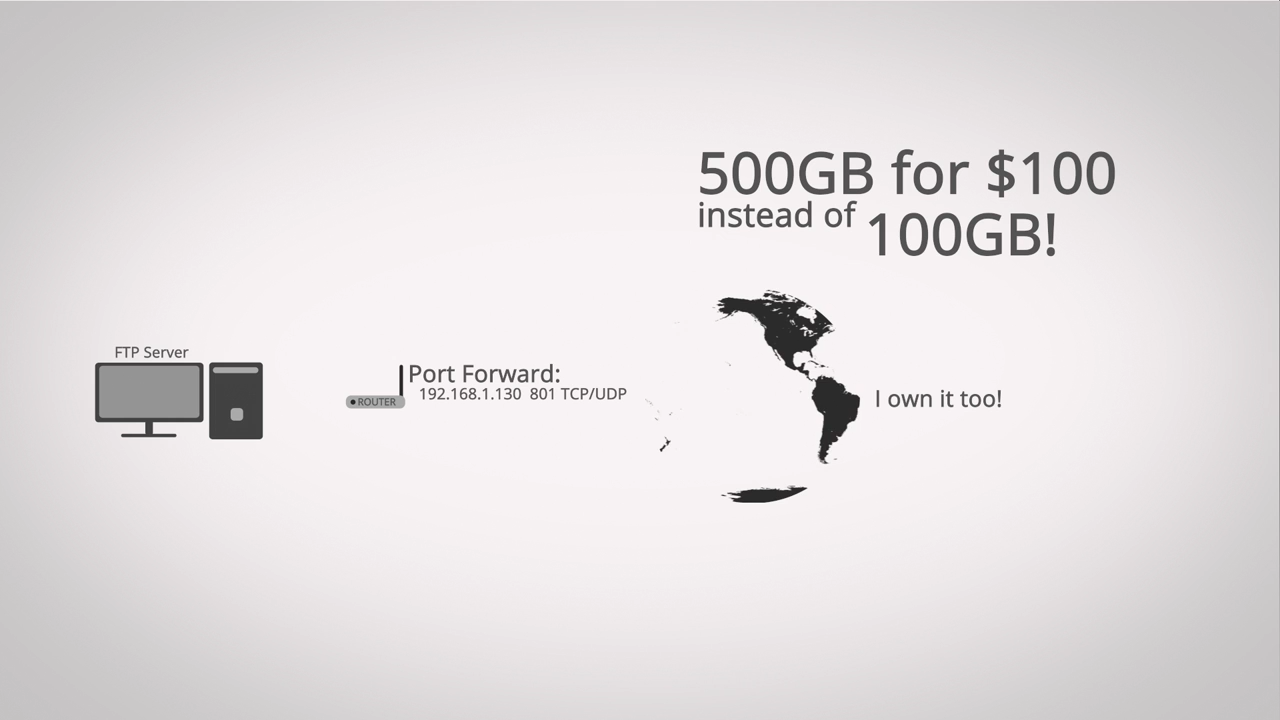 500GB for $100
instead of 100GB!
FTP Server
Port Forward:
192.168.1.130 801 TCP/UDP
ROUTER
I own it too!